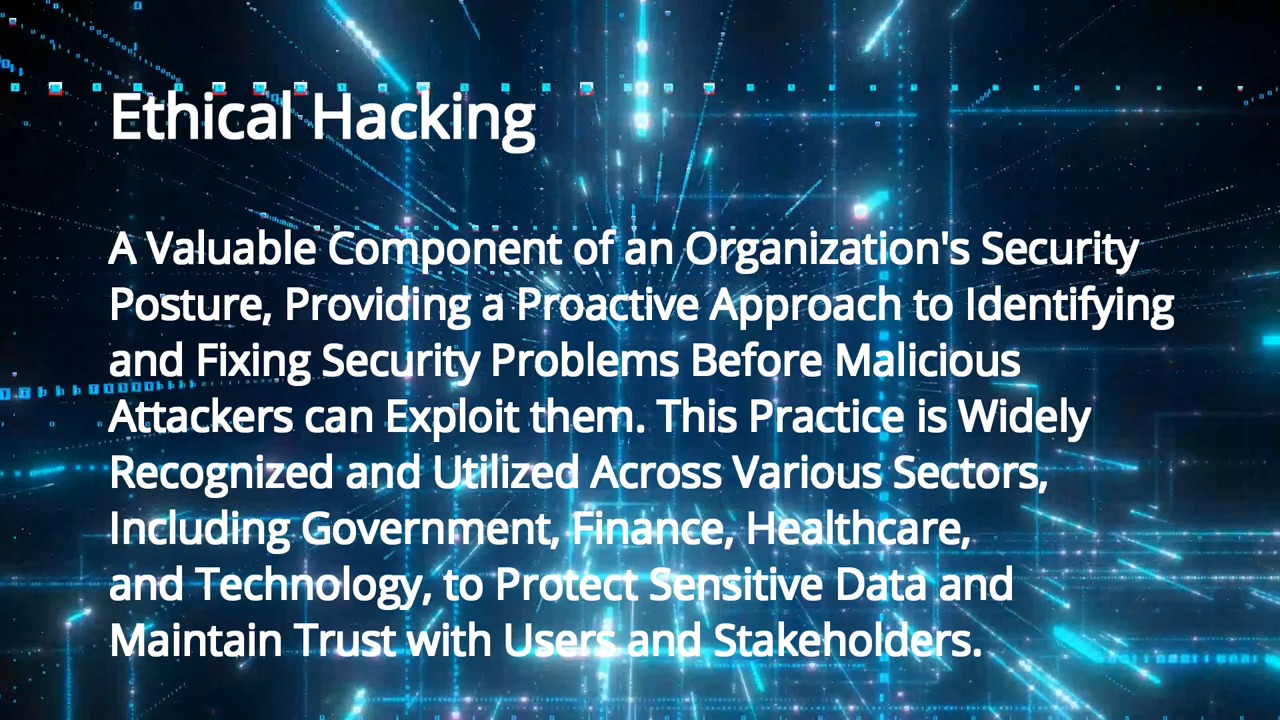 Ethical Hacking
A Valuable Component of an Organization's Security
Posture, Providing a Proactive Approach to Identifying
and Fixing Security Problems Before Malicious
Attackers can Exploit them. This Practice is Widely
Recognized and Utilized Across Various Sectors,
Including Government, Finance, Healthcare,
and Technology, to Protect Sensitive Data and
Maintain Trust with Users and Stakeholders.